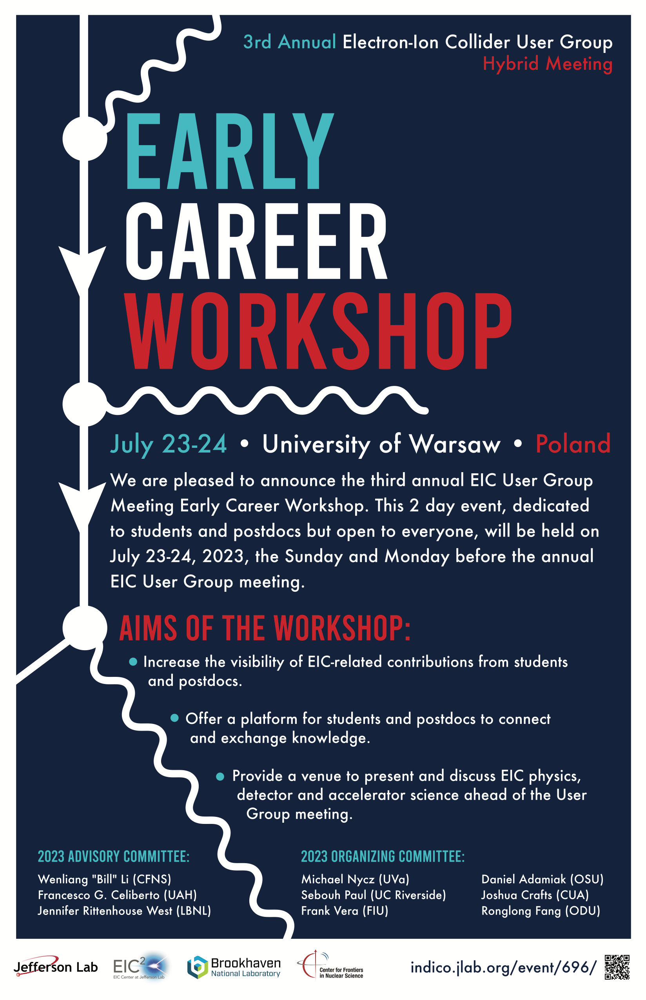 3rd Annual Electron-Ion Collider User Group
Hybrid Meeting
EARLY
CAREER
WORKSHOP
July 23-24 • University of Warsaw • Poland
We are pleased to announce the third annual EIC User Group
Meeting Early Career Workshop. This 2 day event, dedicated
to students and postdocs but open to everyone, will be held on
July 23-24, 2023, the Sunday and Monday before the annual
EIC User Group meeting.
AIMS OF THE WORKSHOP:
• Increase the visibility of EIC-related contributions from students
and postdocs.
• Offer a platform for students and postdocs to connect
and exchange knowledge.
• Provide a venue to present and discuss EIC physics,
detector and accelerator science ahead of the User
Group meeting.
2023 ADVISORY COMMITTEE:
Wenliang "Bill" Li (CFNS)
Francesco G. Celiberto (UAH)
Jennifer Rittenhouse West (LBNL)
2023 ORGANIZING COMMITTEE:
Michael Nycz (UVa)
Sebouh Paul (UC Riverside)
Frank Vera (FIU)
Daniel Adamiak (OSU)
Joshua Crafts (CUA)
Ronglong Fang (ODU)
Jefferson Lab
EIC²
EIC Center at Jefferson Lab
Brookhaven
National Laboratory
Center for Frontiers
in Nuclear Science
indico.jlab.org/event/696/